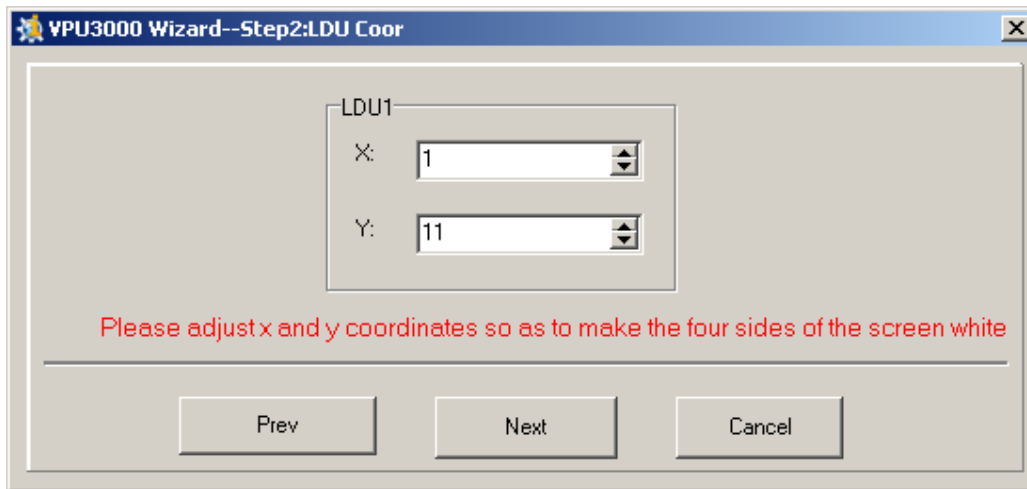 VPU3000 Wizard--Step2:LDU Coor
LDU1
X: 1
Y: 11
Please adjust x and y coordinates so as to make the four sides of the screen white
Prev Next Cancel